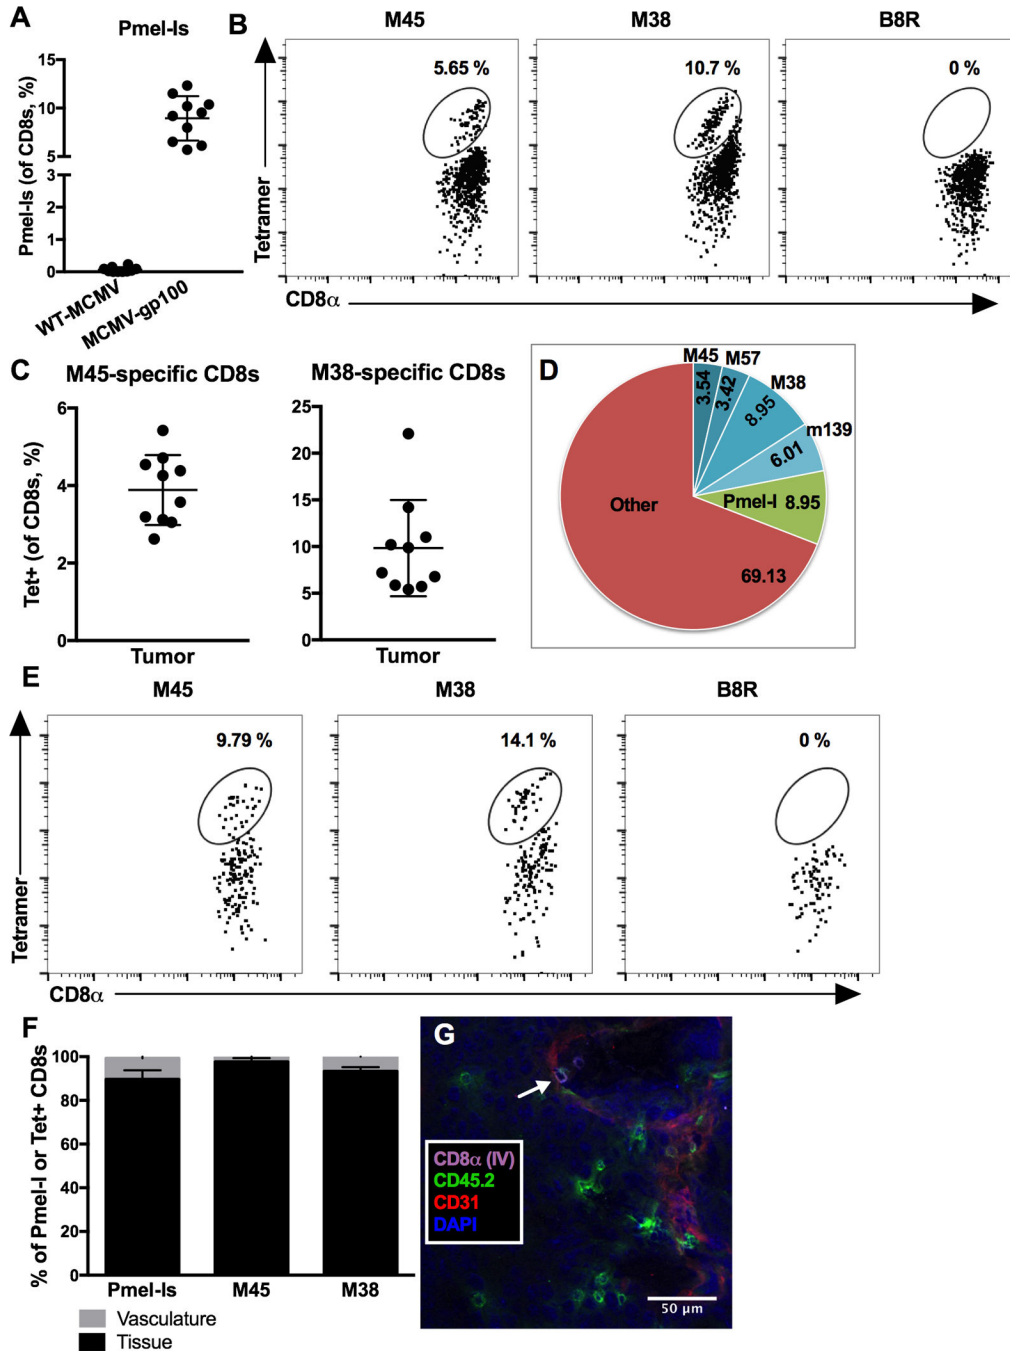 A
Pmel-Is
Pmel-Is (of CD8s, %)
15
10
5
3
2
1
0
WT-MCMV
MCMV-gp100
B
M45
M38
B8R
5.65 %
10.7 %
0 %
Tetramer
CD8α
C
M45-specific CD8s
M38-specific CD8s
Tet+ (of CD8s, %)
6
4
2
0
Tumor
25
20
15
10
5
0
Tumor
D
M45
M57
M38
m139
3.54
3.42
8.95
6.01
Pmel-I 8.95
Other
69.13
E
M45
M38
B8R
9.79 %
14.1 %
0 %
Tetramer
CD8α
F
% of Pmel-I or Tet+ CD8s
100
80
60
40
20
0
Pmel-Is
M45
M38
Vasculature
Tissue
G
CD8α (IV)
CD45.2
CD31
DAPI
50 µm